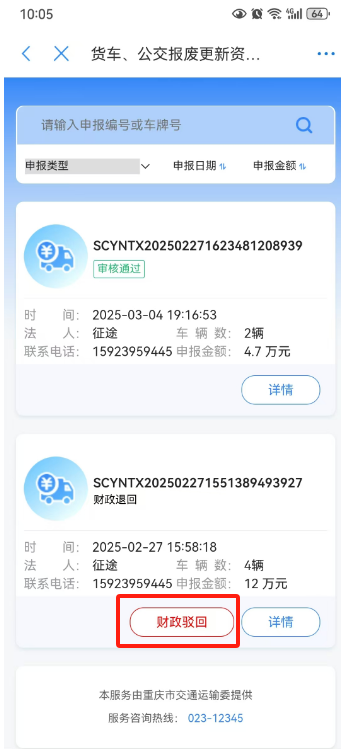 10:05
4G 64
货车、公交报废更新资...
请输入申报编号或车牌号
申报类型 申报日期 申报金额
SCYNTX202502271623481208939
审核通过
时 间: 2025-03-04 19:16:53
法 人: 征途 车 辆 数: 2辆
联系电话: 15923959445 申报金额: 4.7 万元
详情
SCYNTX202502271551389493927
财政退回
时 间: 2025-02-27 15:58:18
法 人: 征途 车 辆 数: 4辆
联系电话: 15923959445 申报金额: 12 万元
财政驳回 详情
本服务由重庆市交通运输委提供
服务咨询热线: 023-12345